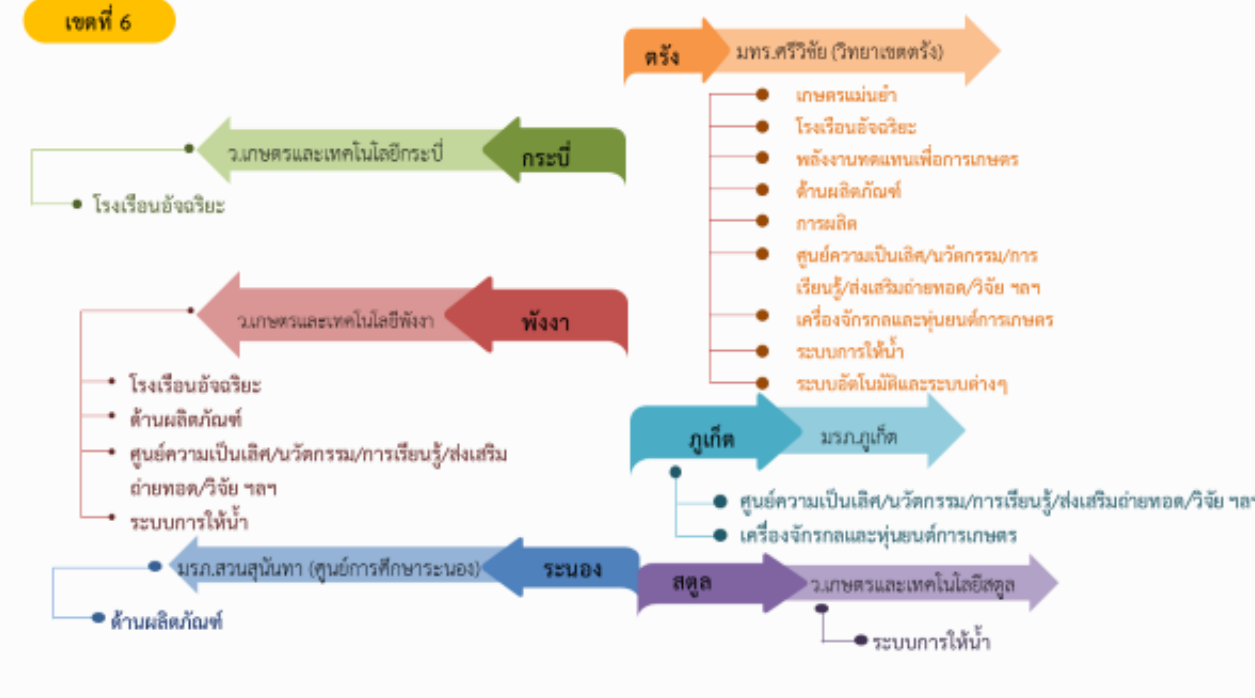 เขตที่ 6
กระบี่
ว.เกษตรและเทคโนโลยีกระบี่
โรงเรือนอัจฉริยะ
พังงา
ว.เกษตรและเทคโนโลยีพังงา
โรงเรือนอัจฉริยะ
ด้านผลิตภัณฑ์
ศูนย์ความเป็นเลิศ/นวัตกรรม/การเรียนรู้/ส่งเสริม
ถ่ายทอด/วิจัย ฯลฯ
ระบบการให้น้ำ
ระนอง
มรภ.สวนสุนันทา (ศูนย์การศึกษาระนอง)
ด้านผลิตภัณฑ์
ตรัง
มทร.ศรีวิชัย (วิทยาเขตตรัง)
เกษตรแม่นยำ
โรงเรือนอัจฉริยะ
พลังงานทดแทนเพื่อการเกษตร
ด้านผลิตภัณฑ์
การผลิต
ศูนย์ความเป็นเลิศ/นวัตกรรม/การ
เรียนรู้/ส่งเสริมถ่ายทอด/วิจัย ฯลฯ
เครื่องจักรกลและหุ่นยนต์การเกษตร
ระบบการให้น้ำ
ระบบอัตโนมัติและระบบต่างๆ
ภูเก็ต
มรภ.ภูเก็ต
ศูนย์ความเป็นเลิศ/นวัตกรรม/การเรียนรู้/ส่งเสริมถ่ายทอด/วิจัย ฯลฯ
เครื่องจักรกลและหุ่นยนต์การเกษตร
สตูล
ว.เกษตรและเทคโนโลยีสตูล
ระบบการให้น้ำ